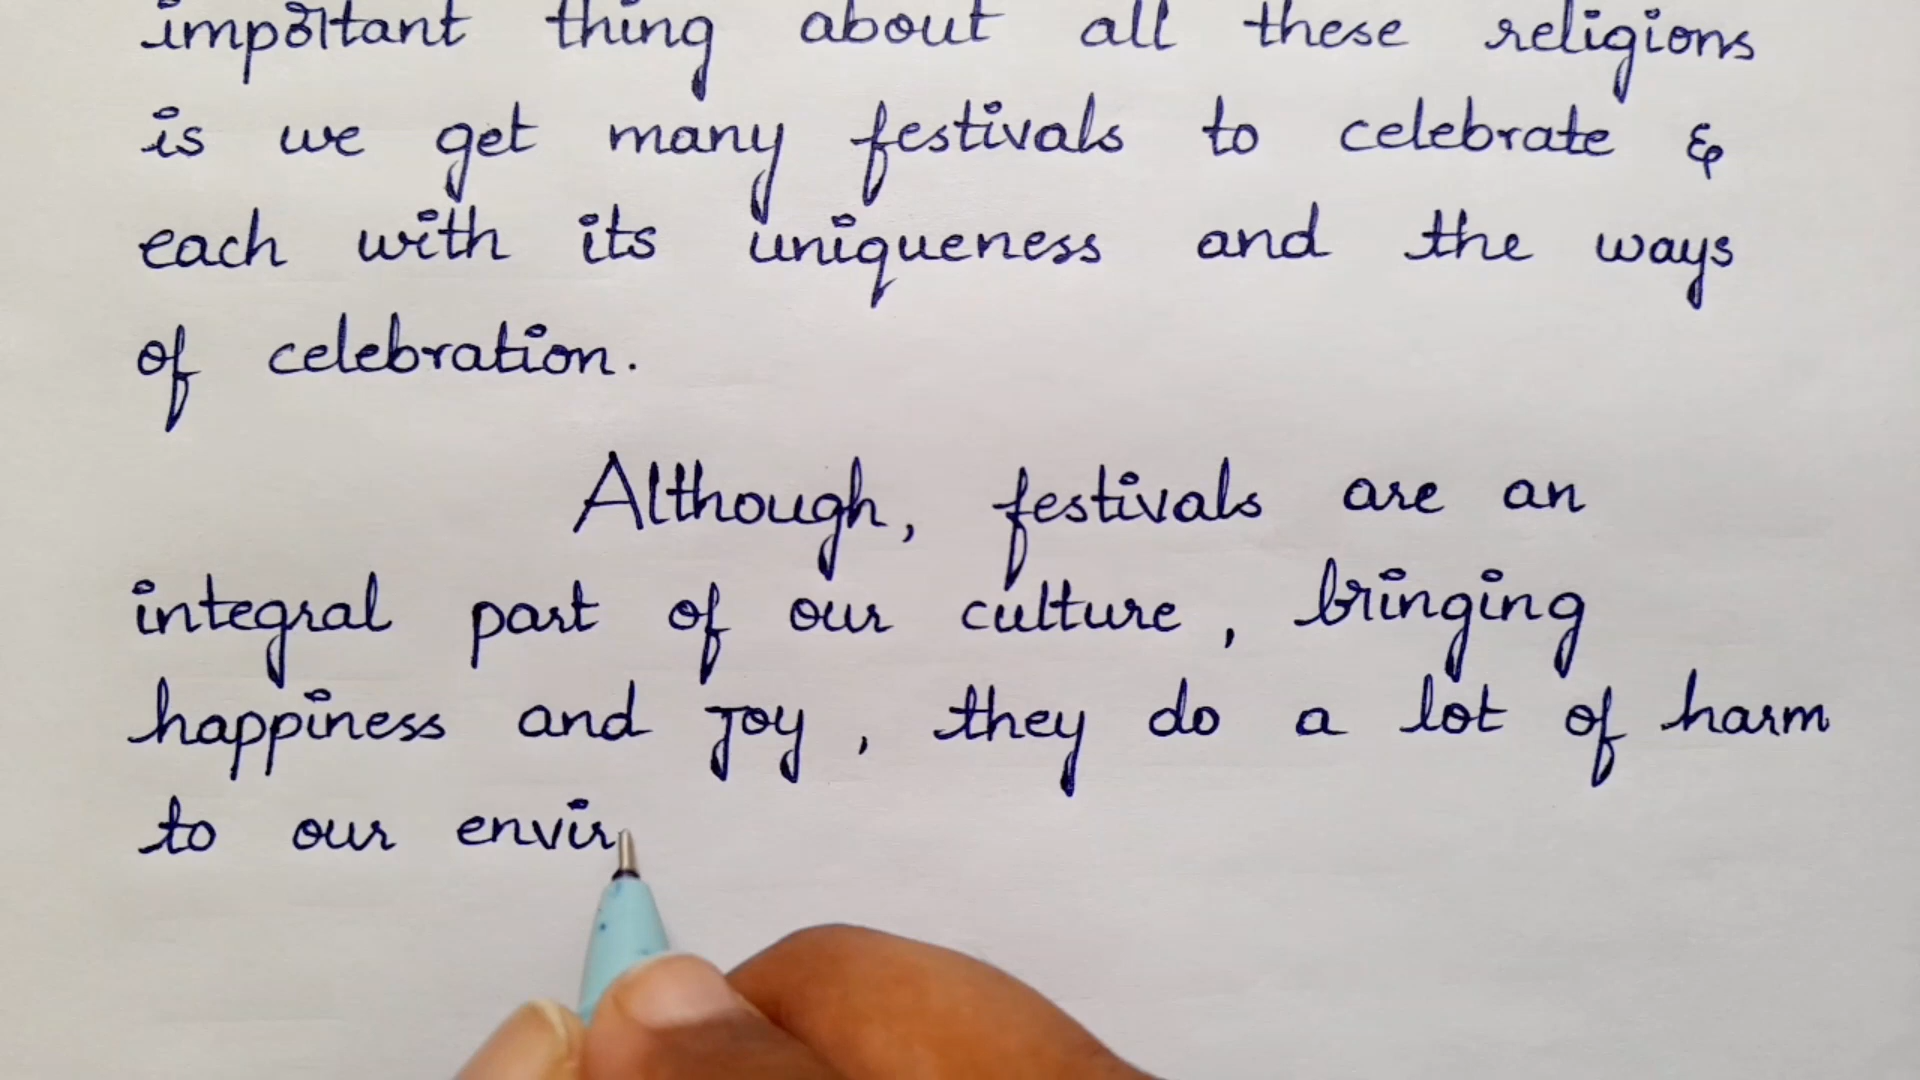 important thing about all these religions
is we get many festivals to celebrate &
each with its uniqueness and the ways
of celebration.
Although, festivals are an
integral part of our culture, bringing
happiness and joy, they do a lot of harm
to our envir